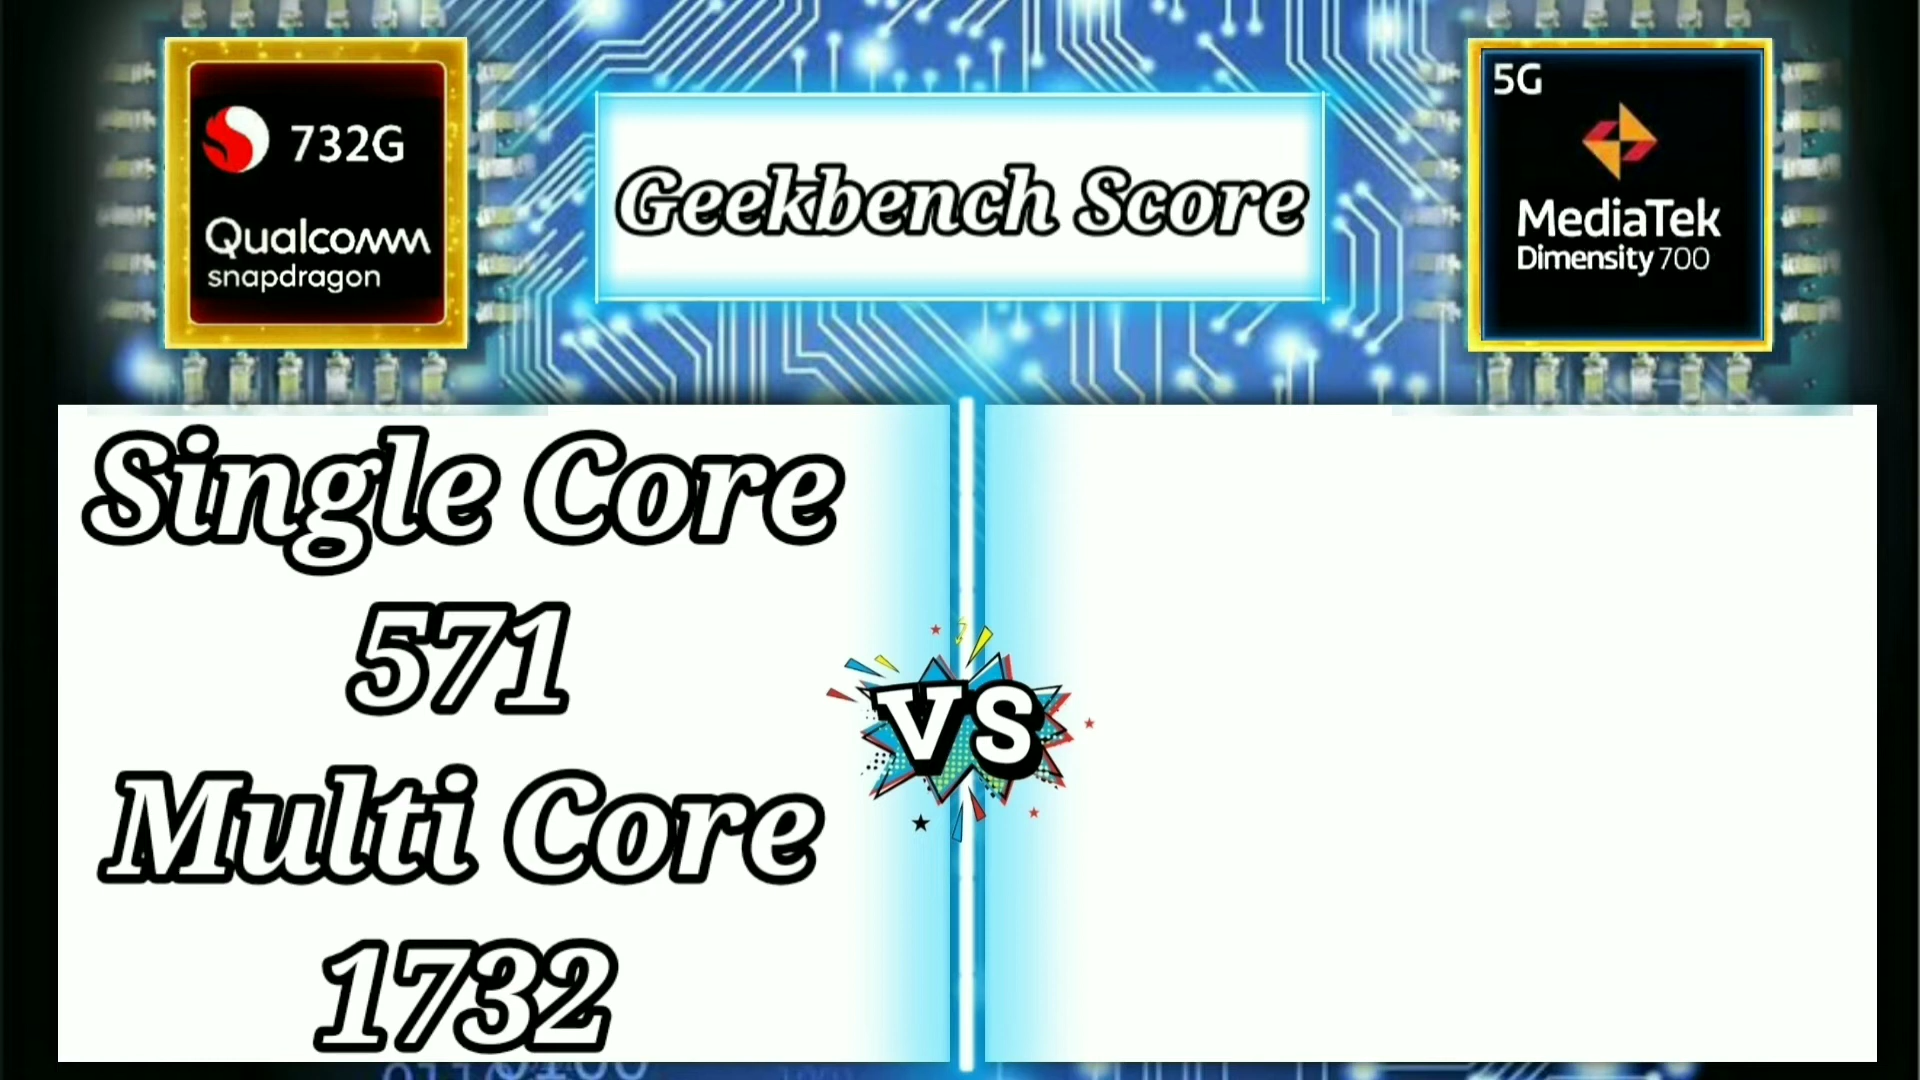 732G
Qualcomm
snapdragon
Geekbench Score
5G
MediaTek
Dimensity 700
Single Core
571
Multi Core
1732
VS